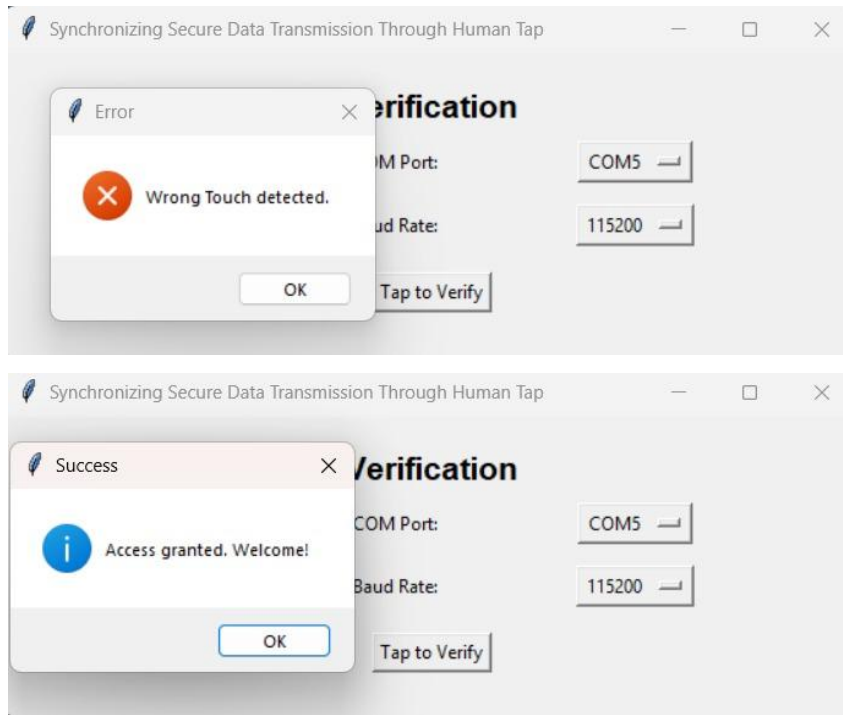 Synchronizing Secure Data Transmission Through Human Tap
Error
erification
Wrong Touch detected.
M Port:
COM5
ud Rate:
115200
OK
Tap to Verify
Synchronizing Secure Data Transmission Through Human Tap
Success
Verification
Access granted. Welcome!
COM Port:
COM5
Baud Rate:
115200
OK
Tap to Verify